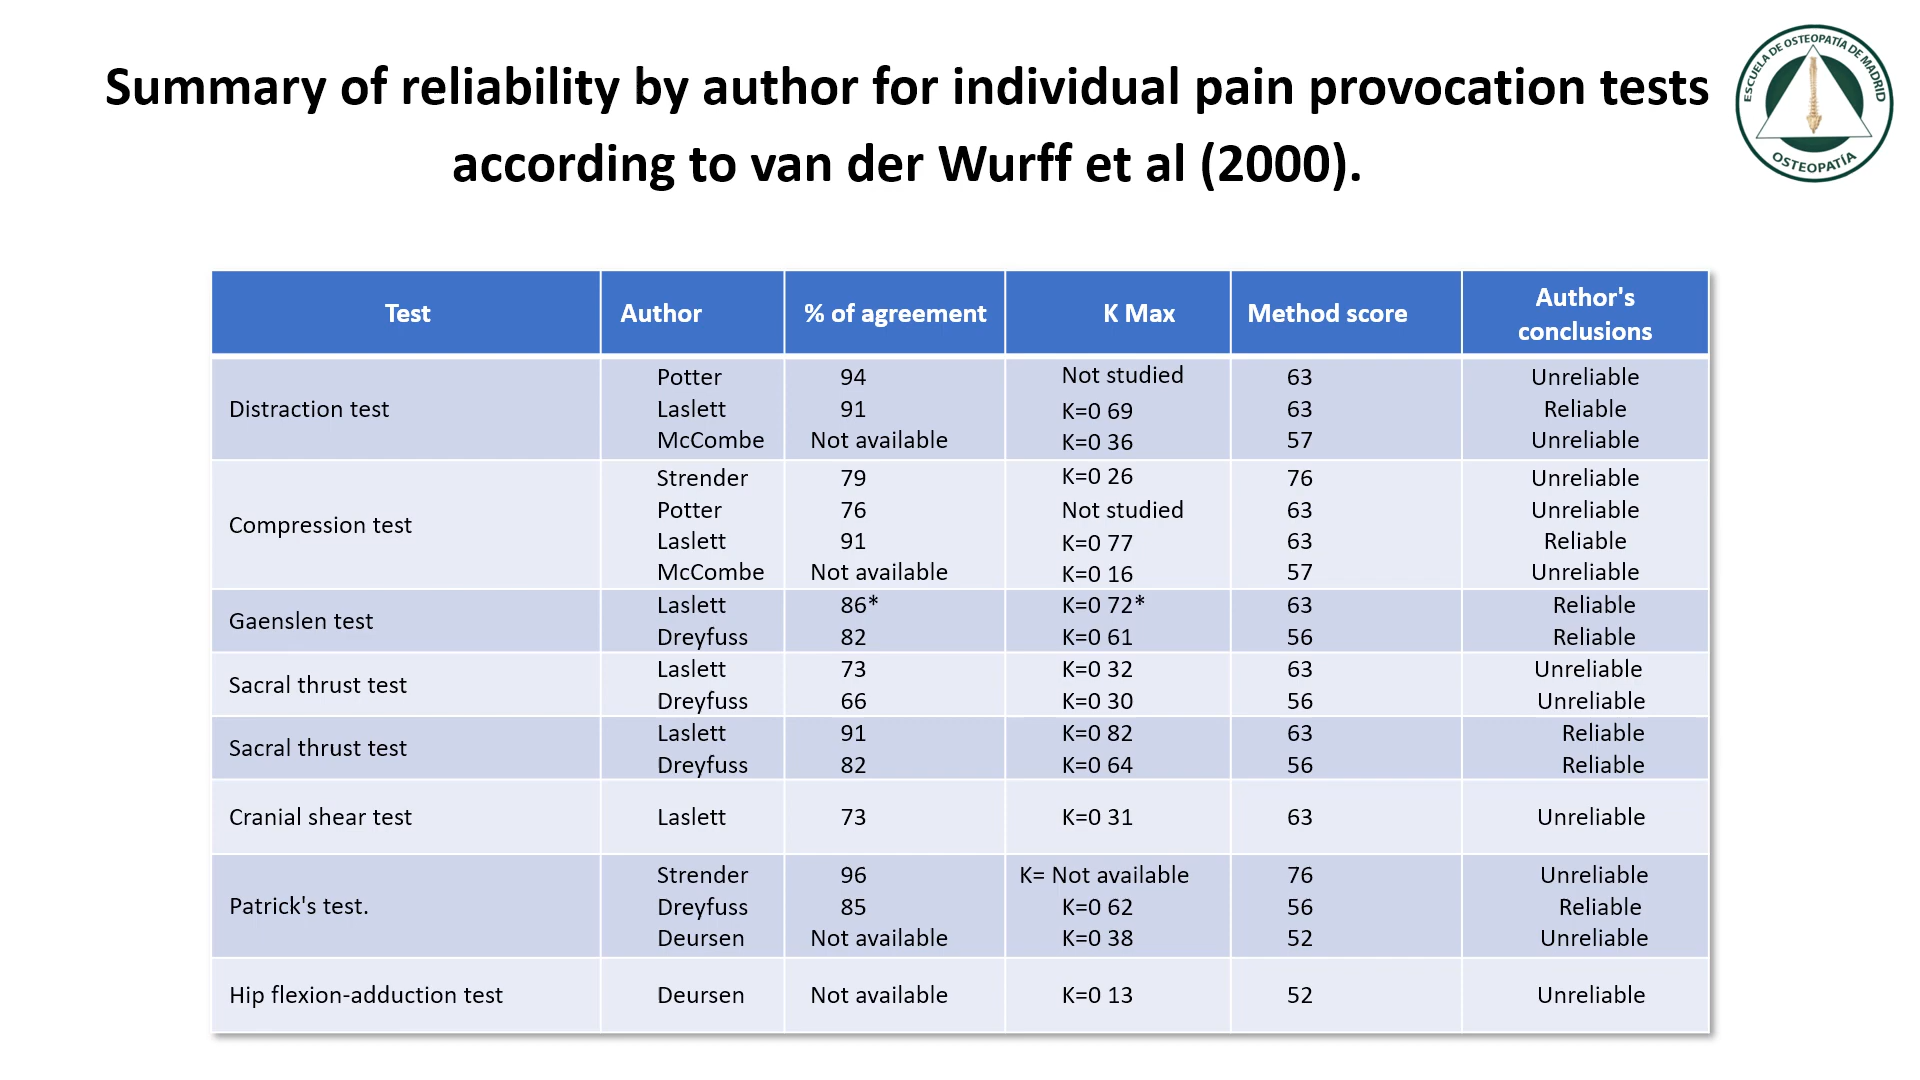 Summary of reliability by author for individual pain provocation tests
according to van der Wurff et al (2000).
ESCUELA DE OSTEOPATÍA DE MADRID
OSTEOPATÍA
Test Author % of agreement K Max Method score Author's conclusions
Distraction test
Potter 94 Not studied 63 Unreliable
Laslett 91 K=0 69 63 Reliable
McCombe Not available K=0 36 57 Unreliable
Compression test
Strender 79 K=0 26 76 Unreliable
Potter 76 Not studied 63 Unreliable
Laslett 91 K=0 77 63 Reliable
McCombe Not available K=0 16 57 Unreliable
Gaenslen test
Laslett 86* K=0 72* 63 Reliable
Dreyfuss 82 K=0 61 56 Reliable
Sacral thrust test
Laslett 73 K=0 32 63 Unreliable
Dreyfuss 66 K=0 30 56 Unreliable
Sacral thrust test
Laslett 91 K=0 82 63 Reliable
Dreyfuss 82 K=0 64 56 Reliable
Cranial shear test Laslett 73 K=0 31 63 Unreliable
Patrick's test.
Strender 96 K= Not available 76 Unreliable
Dreyfuss 85 K=0 62 56 Reliable
Deursen Not available K=0 38 52 Unreliable
Hip flexion-adduction test Deursen Not available K=0 13 52 Unreliable